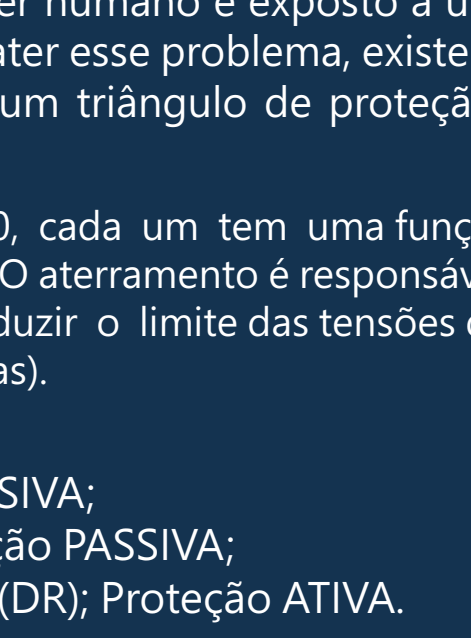 er humano é exposto a u
ater esse problema, existe
um triângulo de proteçã
0, cada um tem uma funç
O aterramento é responsáv
duzir o limite das tensões
as).
SIVA;
ção PASSIVA;
(DR); Proteção ATIVA.